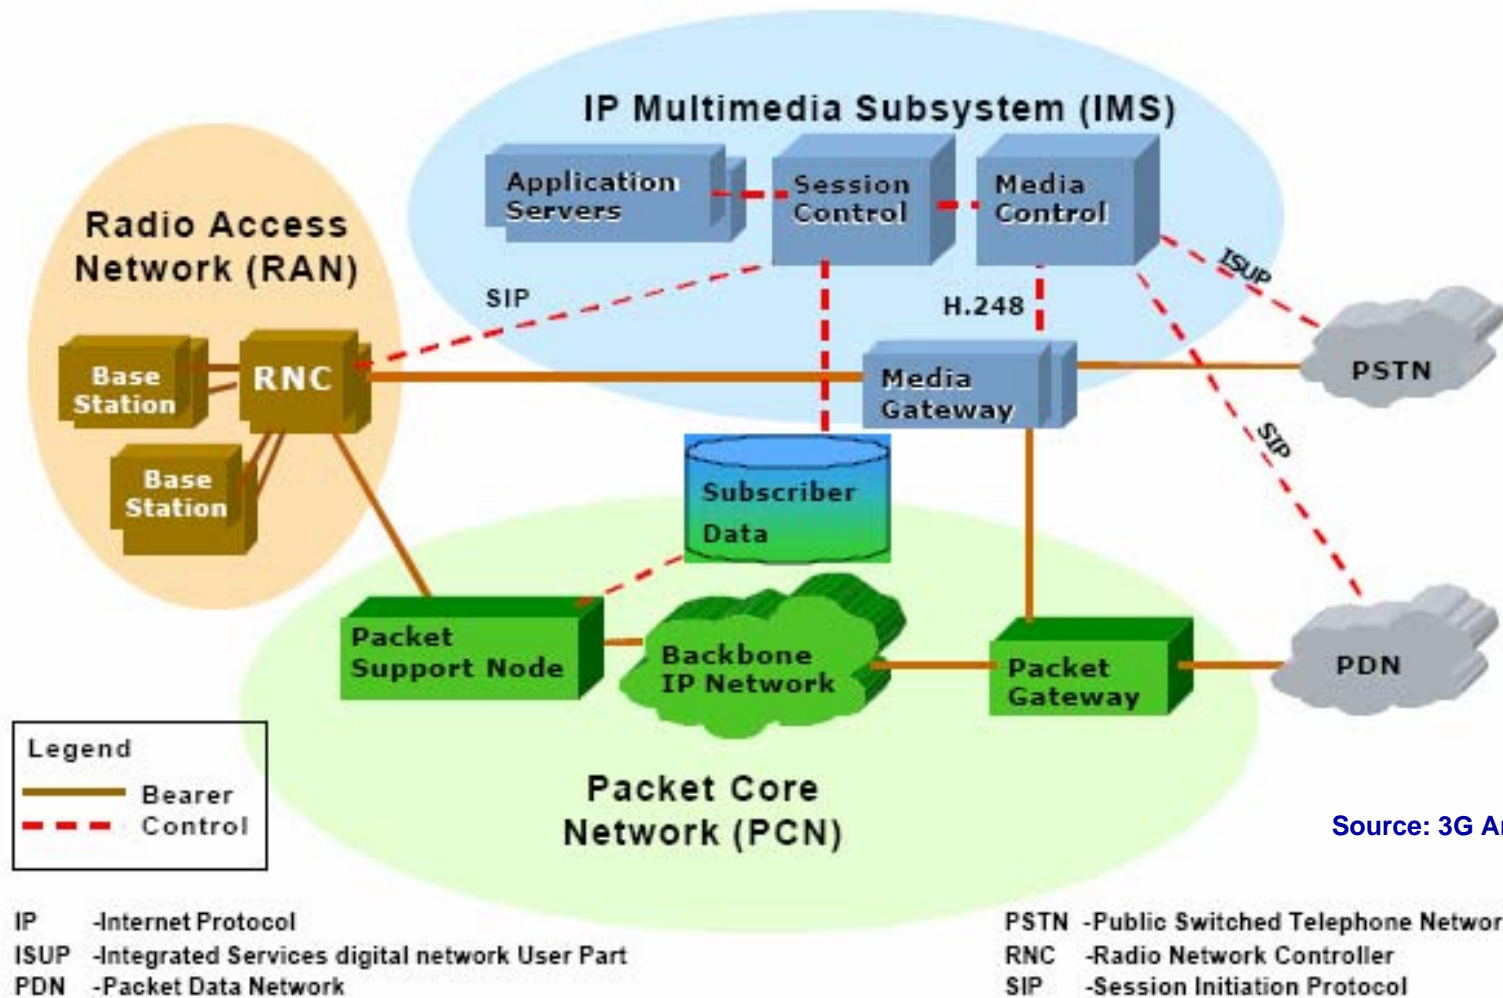 IP Multimedia Subsystem (IMS)
Application
Servers
Session
Control
Media
Control
Radio Access
Network (RAN)
SIP
ISUP
H.248
Base
Station
RNC
Media
Gateway
PSTN
Base
Station
SIP
Subscriber
Data
Packet
Support Node
Backbone
IP Network
Packet
Gateway
PDN
Legend
Bearer
Control
Packet Core
Network (PCN)
Source: 3G
IP -Internet Protocol
ISUP -Integrated Services digital network User Part
PDN -Packet Data Network
PSTN -Public Switched Telephone
RNC -Radio Network Controller
SIP -Session Initiation Protocol